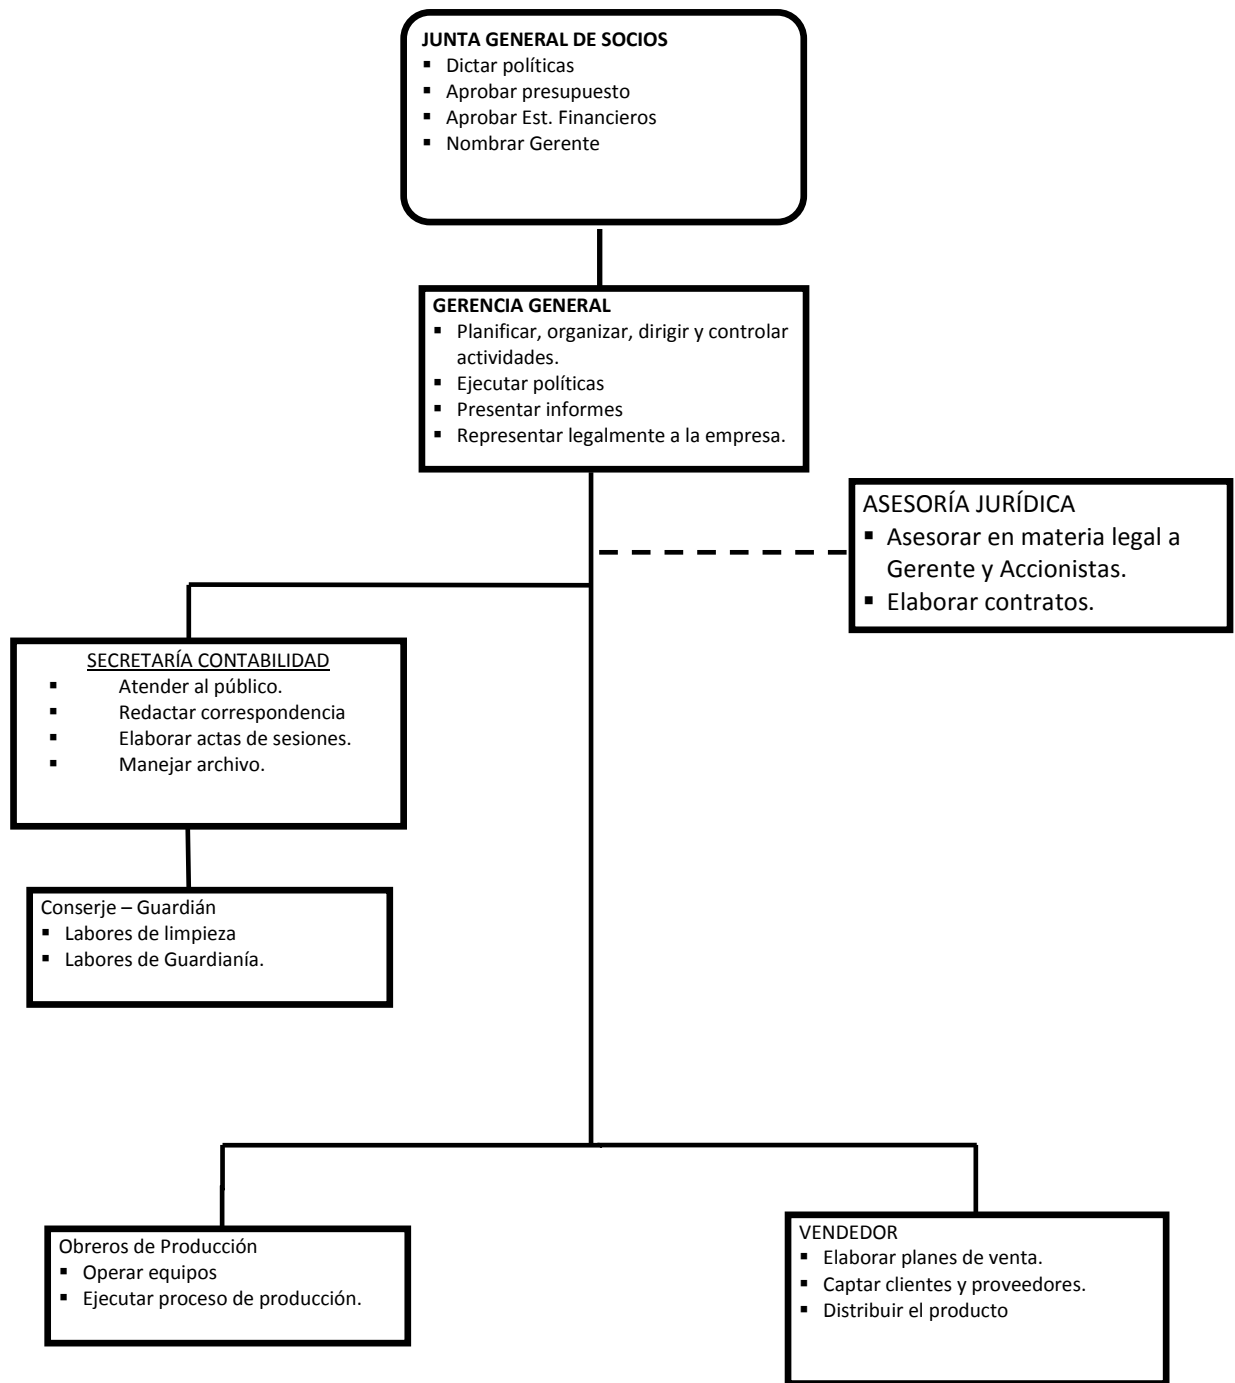 JUNTA GENERAL DE SOCIOS
▪ Dictar políticas
▪ Aprobar presupuesto
▪ Aprobar Est. Financieros
▪ Nombrar Gerente
GERENCIA GENERAL
▪ Planificar, organizar, dirigir y controlar
actividades.
▪ Ejecutar políticas
▪ Presentar informes
▪ Representar legalmente a la empresa.
ASESORÍA JURÍDICA
▪ Asesorar en materia legal a
Gerente y Accionistas.
▪ Elaborar contratos.
SECRETARÍA CONTABILIDAD
▪ Atender al público.
▪ Redactar correspondencia
▪ Elaborar actas de sesiones.
▪ Manejar archivo.
Conserje – Guardián
▪ Labores de limpieza
▪ Labores de Guardianía.
Obreros de Producción
▪ Operar equipos
▪ Ejecutar proceso de producción.
VENDEDOR
▪ Elaborar planes de venta.
▪ Captar clientes y proveedores.
▪ Distribuir el producto